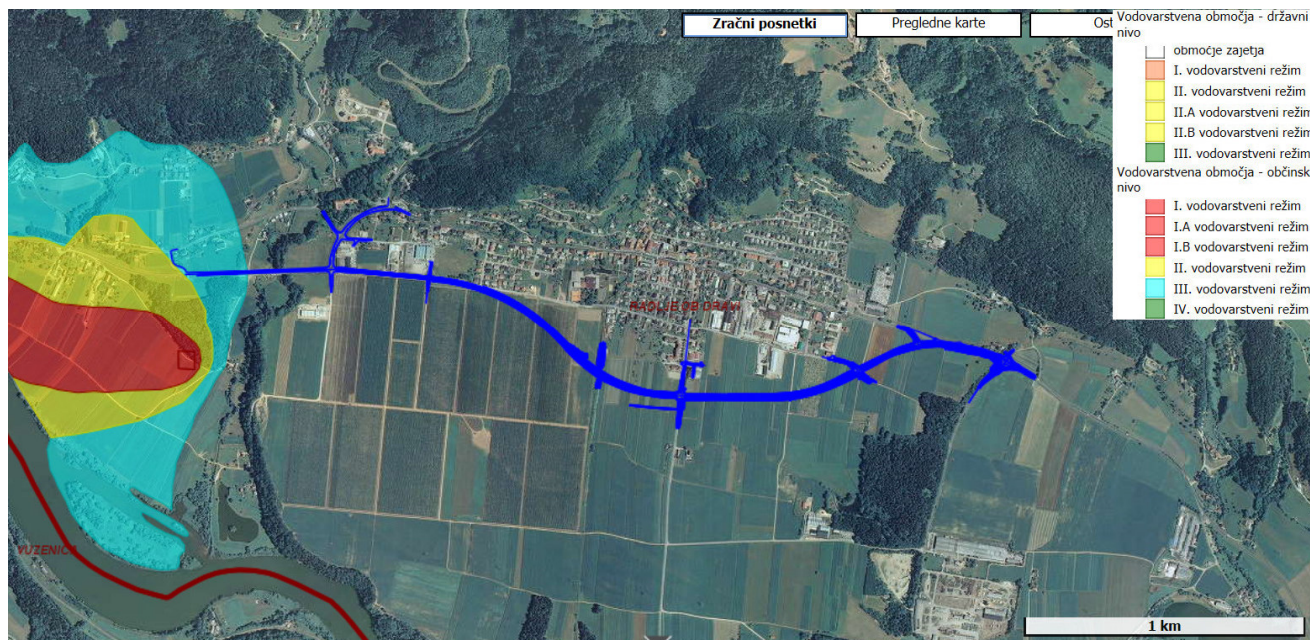 Zračni posnetki
Pregledne karte
Ost
Vodovarstvena območja - državni
nivo
območje zajetja
I. vodovarstveni režim
II. vodovarstveni režim
II.A vodovarstveni režim
II.B vodovarstveni režim
III. vodovarstveni režim
Vodovarstvena območja - občinsk
nivo
I. vodovarstveni režim
I.A vodovarstveni režim
I.B vodovarstveni režim
II. vodovarstveni režim
III. vodovarstveni režim
IV. vodovarstveni režim
RADLJE OB DRAVI
VUZENICA
1 km